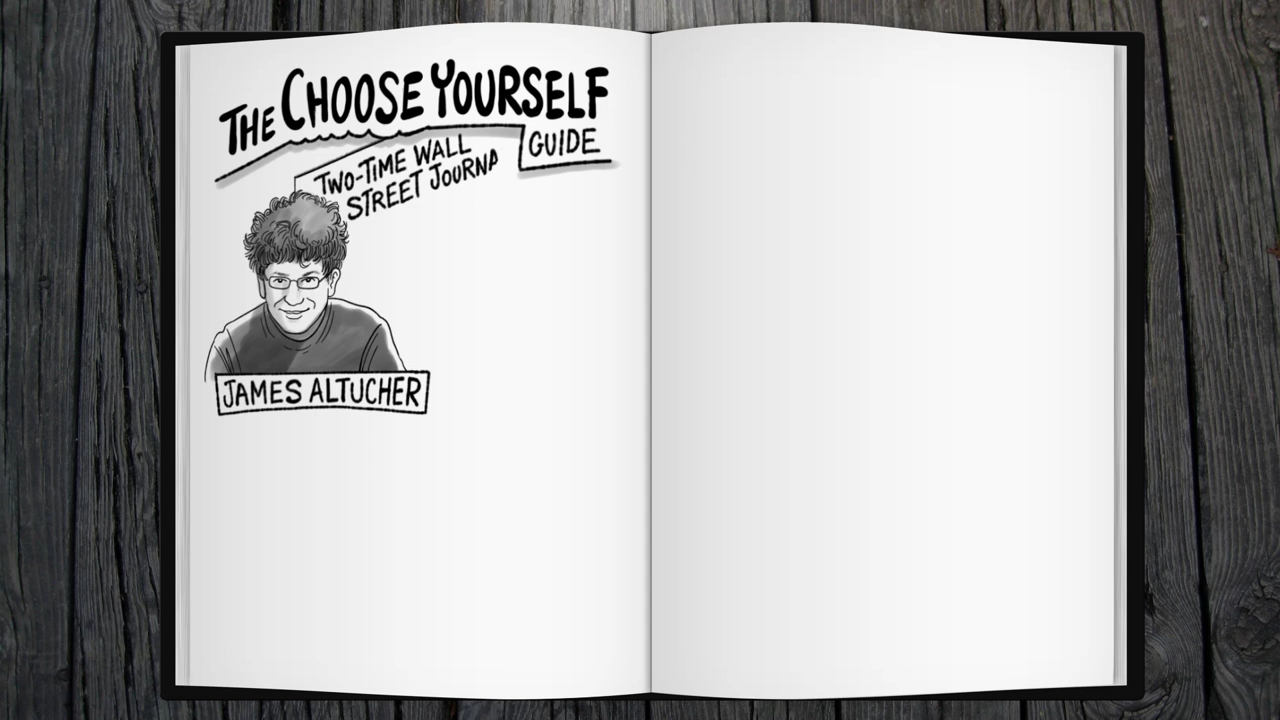 THE CHOOSE YOURSELF
GUIDE
TWO-TIME WALL
STREET JOURNA
JAMES ALTUCHER